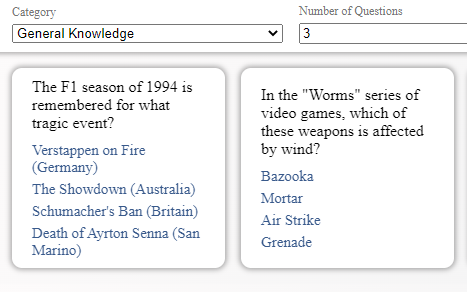 Category
Number of Questions
General Knowledge
3
The F1 season of 1994 is
remembered for what
tragic event?
Verstappen on Fire
(Germany)
The Showdown (Australia)
Schumacher's Ban (Britain)
Death of Ayrton Senna (San
Marino)
In the "Worms" series of
video games, which of
these weapons is affected
by wind?
Bazooka
Mortar
Air Strike
Grenade